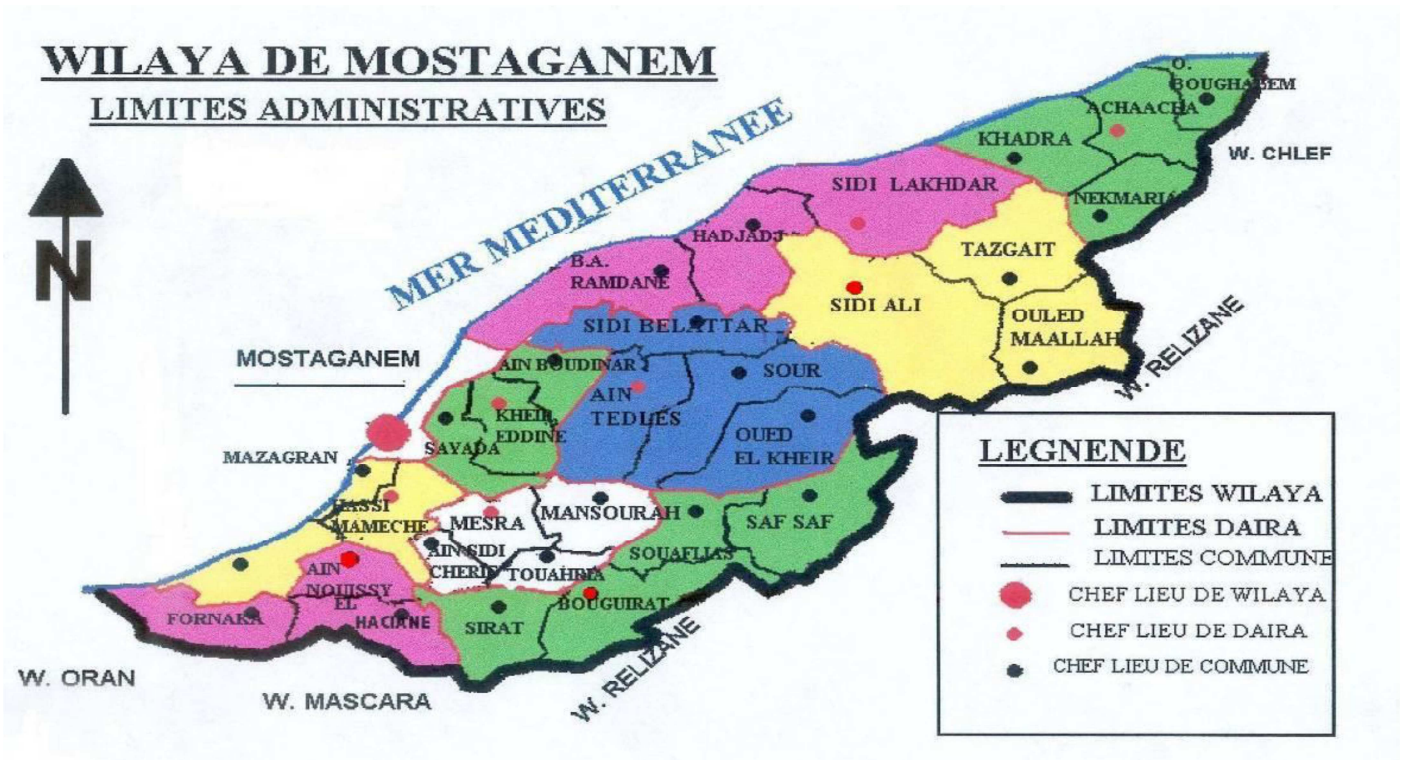 WILAYA DE MOSTAGANEM
LIMITES ADMINISTRATIVES
N
MER MEDITERRANEE
O.
BOUGHALEM
ACHAACHA
KHADRA
W. CHLEF
SIDI LAKHDAR
NEKMARIA
HADJADJ
TAZGAIT
B.A.
RAMDANE
SIDI ALI
OULED
MAALLAH
SIDI BELATTAR
W. RELIZANE
MOSTAGANEM
AIN BOUDINAR
SOUR
AIN
TEDLES
KHEIR
EDDINE
SAYADA
OUED
EL KHEIR
MAZAGRAN
HASSI
MAMECHE
MESRA
MANSOURAH
SAF SAF
AIN SIDI
CHERIF
TOUAHRIA
SOUAFLIAS
AIN
NOUISSY
EL
HACIANE
FORNAKA
SIRAT
BOUGUIRAT
W. RELIZANE
W. ORAN
W. MASCARA
LEGNENDE
LIMITES WILAYA
LIMITES DAIRA
LIMITES COMMUNE
CHEF LIEU DE WILAYA
CHEF LIEU DE DAIRA
CHEF LIEU DE COMMUNE